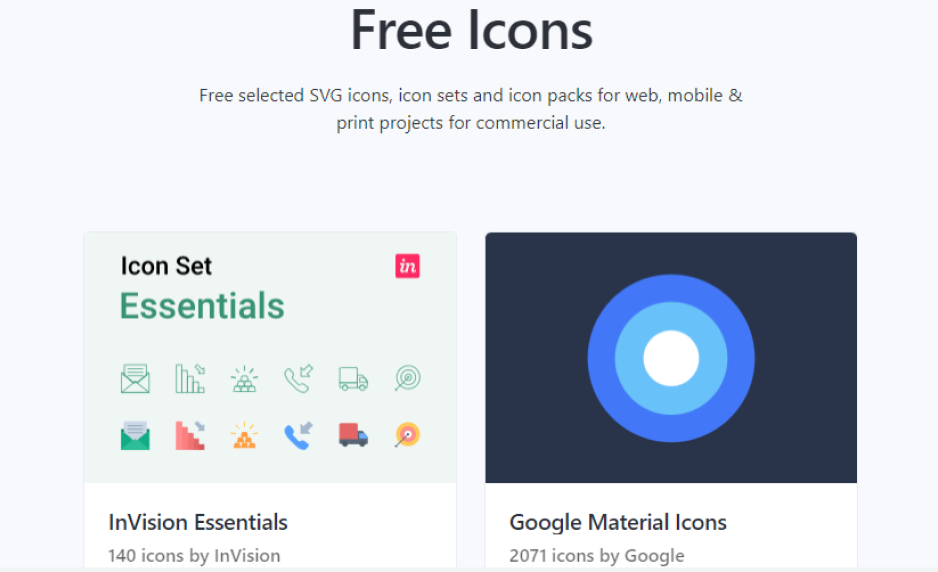 Free Icons
Free selected SVG icons, icon sets and icon packs for web, mobile &
print projects for commercial use.
Icon Set
in
Essentials
InVision Essentials
140 icons by InVision
Google Material Icons
2071 icons by Google